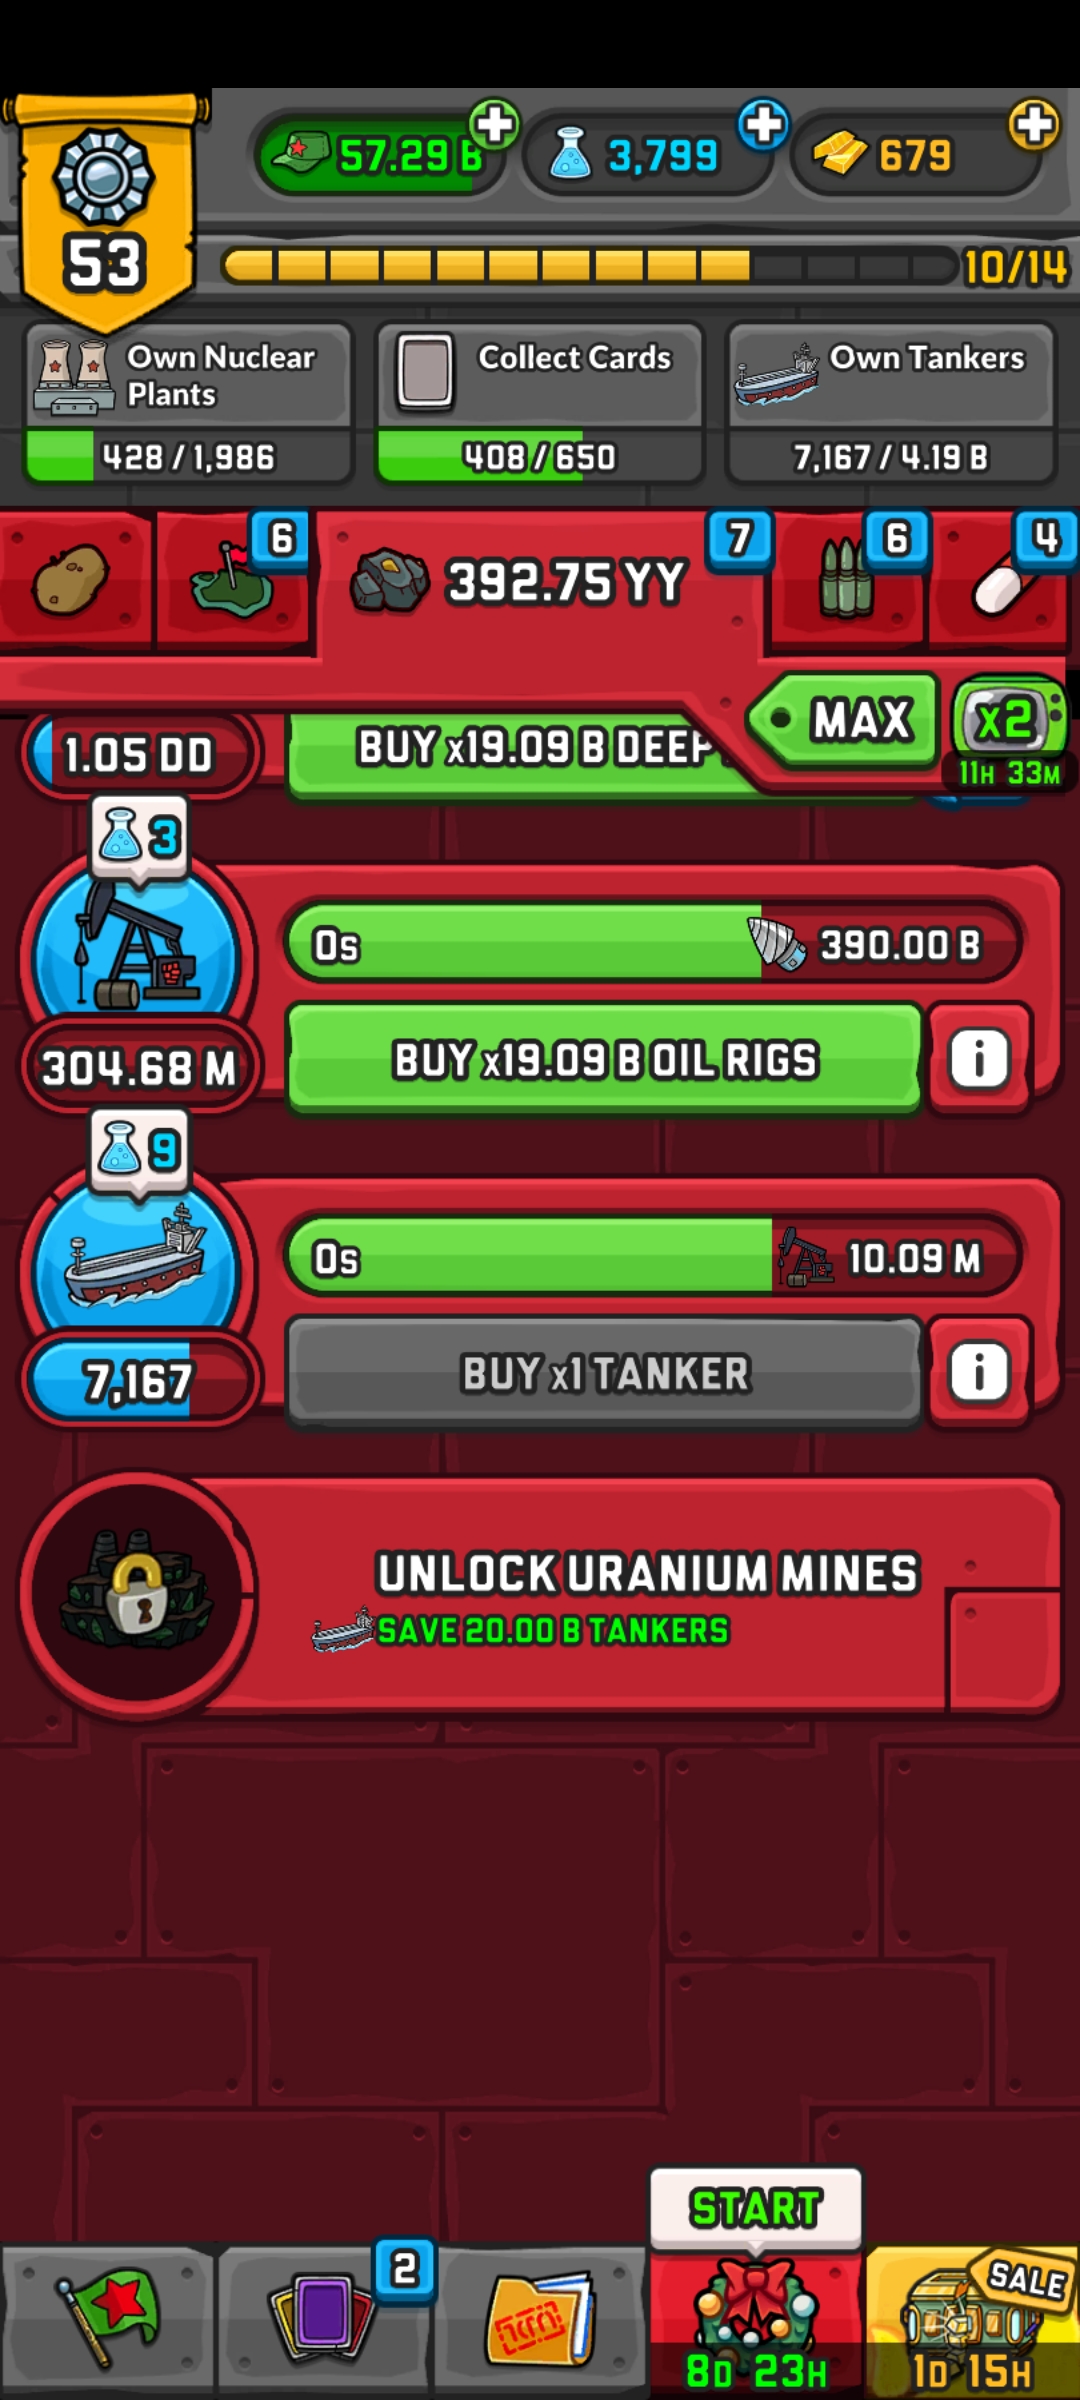 57.29 B
3,799
679
53
10/14
Own Nuclear
Plants
Collect Cards
Own Tankers
428 / 1,986
408 / 650
7,167 / 4.19 B
6
392.75 YY
7
6
4
MAX
x2
11H 33M
1.05 DD
BUY x19.09 B DEEP
3
0s
390.00 B
304.68 M
BUY x19.09 B OIL RIGS
i
9
0s
10.09 M
7,167
BUY x1 TANKER
i
UNLOCK URANIUM MINES
SAVE 20.00 B TANKERS
START
2
SALE
8D 23H
1D 15H